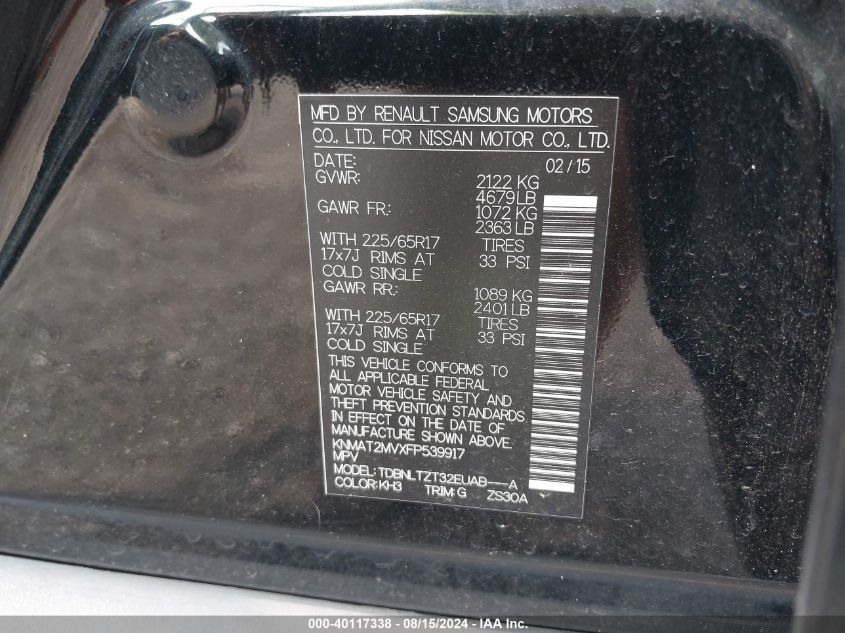 MFD BY RENAULT SAMSUNG MOTORS
CO., LTD. FOR NISSAN MOTOR CO., LTD.
DATE: 02/15
GVWR: 2122 KG
4679LB
GAWR FR: 1072 KG
2363 LB
WITH 225/65R17 TIRES
17x7J RIMS AT 33 PSI
COLD SINGLE
GAWR RR: 1089 KG
2401 LB
WITH 225/65R17 TIRES
17x7J RIMS AT 33 PSI
COLD SINGLE
THIS VEHICLE CONFORMS TO
ALL APPLICABLE FEDERAL
MOTOR VEHICLE SAFETY AND
THEFT PREVENTION STANDARDS
IN EFFECT ON THE DATE OF
MANUFACTURE SHOWN ABOVE.
KNMAT2MVXFP539917
MPV
MODEL: TDBNLTZT32EUAB---A
COLOR: KH3 TRIM: G ZS30A
000-40117338 - 08/15/2024 - IAA Inc.